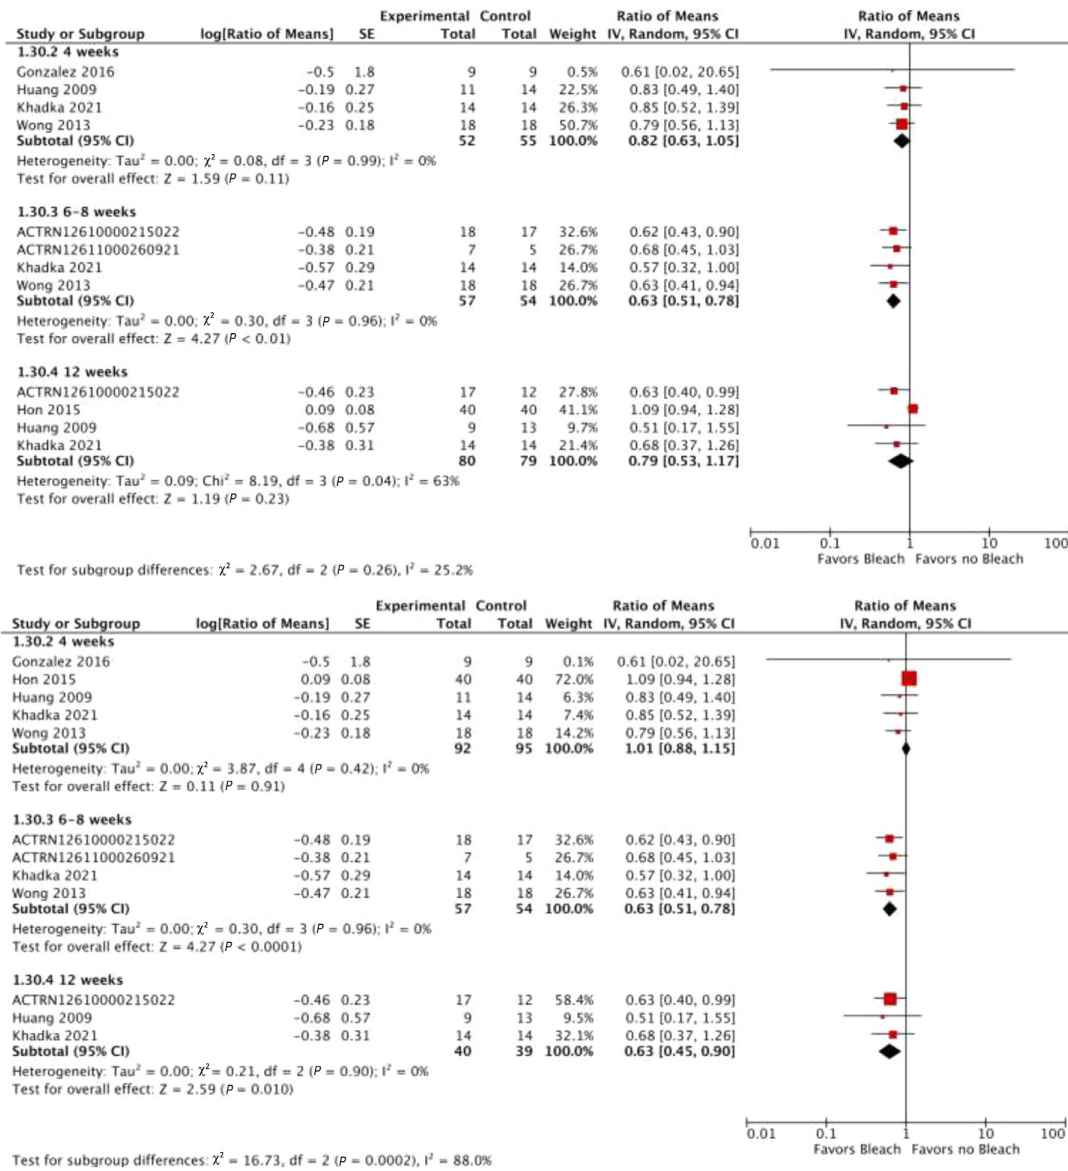 Experimental Control Ratio of Means Ratio of Means
Study or Subgroup log[Ratio of Means] SE Total Total Weight IV, Random, 95% CI IV, Random, 95% CI
1.30.2 4 weeks
Gonzalez 2016 −0.5 1.8 9 9 0.5% 0.61 [0.02, 20.65]
Huang 2009 −0.19 0.27 11 14 22.5% 0.83 [0.49, 1.40]
Khadka 2021 −0.16 0.25 14 14 26.3% 0.85 [0.52, 1.39]
Wong 2013 −0.23 0.18 18 18 50.7% 0.79 [0.56, 1.13]
Subtotal (95% CI) 52 55 100.0% 0.82 [0.63, 1.05]
Heterogeneity: Tau² = 0.00; χ² = 0.08, df = 3 (P = 0.99); I² = 0%
Test for overall effect: Z = 1.59 (P = 0.11)
1.30.3 6–8 weeks
ACTRN12610000215022 −0.48 0.19 18 17 32.6% 0.62 [0.43, 0.90]
ACTRN12611000260921 −0.38 0.21 7 5 26.7% 0.68 [0.45, 1.03]
Khadka 2021 −0.57 0.29 14 14 14.0% 0.57 [0.32, 1.00]
Wong 2013 −0.47 0.21 18 18 26.7% 0.63 [0.41, 0.94]
Subtotal (95% CI) 57 54 100.0% 0.63 [0.51, 0.78]
Heterogeneity: Tau² = 0.00; χ² = 0.30, df = 3 (P = 0.96); I² = 0%
Test for overall effect: Z = 4.27 (P < 0.01)
1.30.4 12 weeks
ACTRN12610000215022 −0.46 0.23 17 12 27.8% 0.63 [0.40, 0.99]
Hon 2015 0.09 0.08 40 40 41.1% 1.09 [0.94, 1.28]
Huang 2009 −0.68 0.57 9 13 9.7% 0.51 [0.17, 1.55]
Khadka 2021 −0.38 0.31 14 14 21.4% 0.68 [0.37, 1.26]
Subtotal (95% CI) 80 79 100.0% 0.79 [0.53, 1.17]
Heterogeneity: Tau² = 0.09; Chi² = 8.19, df = 3 (P = 0.04); I² = 63%
Test for overall effect: Z = 1.19 (P = 0.23)
0.01 0.1 1 10 100
Favors Bleach Favors no Bleach
Test for subgroup differences: χ² = 2.67, df = 2 (P = 0.26), I² = 25.2%
Experimental Control Ratio of Means Ratio of Means
Study or Subgroup log[Ratio of Means] SE Total Total Weight IV, Random, 95% CI IV, Random, 95% CI
1.30.2 4 weeks
Gonzalez 2016 −0.5 1.8 9 9 0.1% 0.61 [0.02, 20.65]
Hon 2015 0.09 0.08 40 40 72.0% 1.09 [0.94, 1.28]
Huang 2009 −0.19 0.27 11 14 6.3% 0.83 [0.49, 1.40]
Khadka 2021 −0.16 0.25 14 14 7.4% 0.85 [0.52, 1.39]
Wong 2013 −0.23 0.18 18 18 14.2% 0.79 [0.56, 1.13]
Subtotal (95% CI) 92 95 100.0% 1.01 [0.88, 1.15]
Heterogeneity: Tau² = 0.00; χ² = 3.87, df = 4 (P = 0.42); I² = 0%
Test for overall effect: Z = 0.11 (P = 0.91)
1.30.3 6–8 weeks
ACTRN12610000215022 −0.48 0.19 18 17 32.6% 0.62 [0.43, 0.90]
ACTRN12611000260921 −0.38 0.21 7 5 26.7% 0.68 [0.45, 1.03]
Khadka 2021 −0.57 0.29 14 14 14.0% 0.57 [0.32, 1.00]
Wong 2013 −0.47 0.21 18 18 26.7% 0.63 [0.41, 0.94]
Subtotal (95% CI) 57 54 100.0% 0.63 [0.51, 0.78]
Heterogeneity: Tau² = 0.00; χ² = 0.30, df = 3 (P = 0.96); I² = 0%
Test for overall effect: Z = 4.27 (P < 0.0001)
1.30.4 12 weeks
ACTRN12610000215022 −0.46 0.23 17 12 58.4% 0.63 [0.40, 0.99]
Huang 2009 −0.68 0.57 9 13 9.5% 0.51 [0.17, 1.55]
Khadka 2021 −0.38 0.31 14 14 32.1% 0.68 [0.37, 1.26]
Subtotal (95% CI) 40 39 100.0% 0.63 [0.45, 0.90]
Heterogeneity: Tau² = 0.00; χ² = 0.21, df = 2 (P = 0.90); I² = 0%
Test for overall effect: Z = 2.59 (P = 0.010)
0.01 0.1 1 10 100
Favors Bleach Favors no Bleach
Test for subgroup differences: χ² = 16.73, df = 2 (P = 0.0002), I² = 88.0%